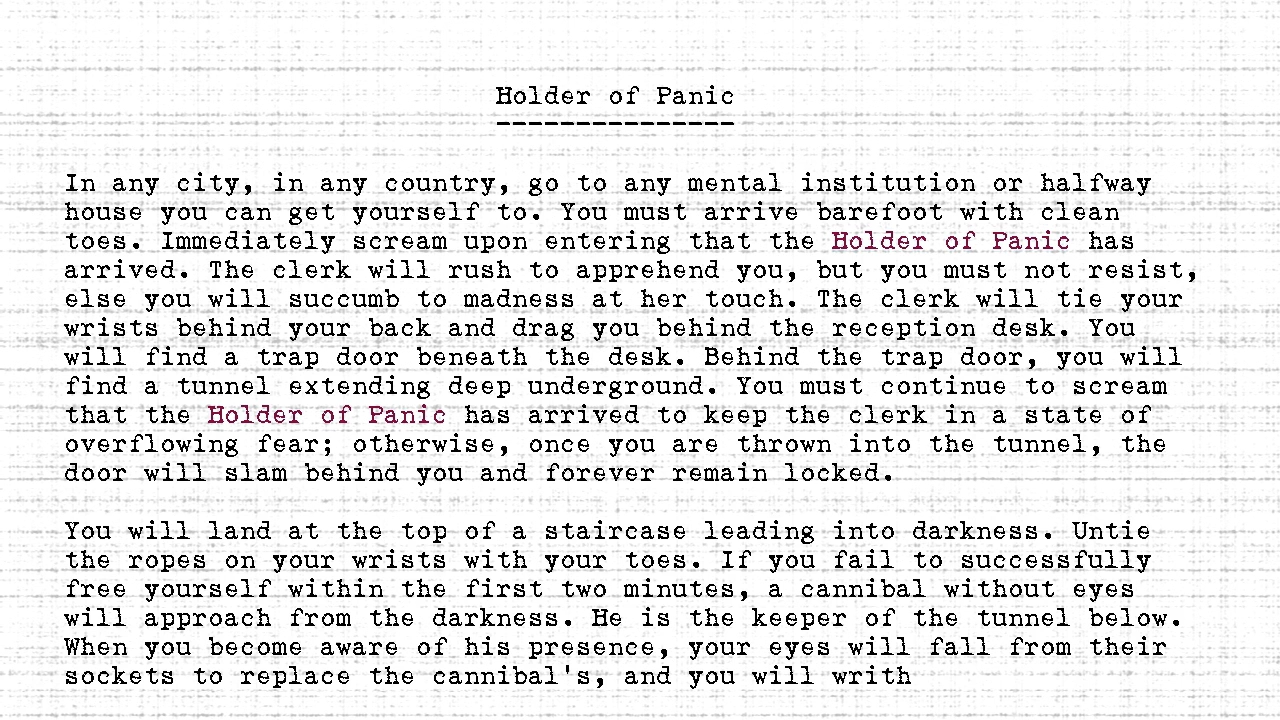 Holder of Panic
---------------
In any city, in any country, go to any mental institution or halfway
house you can get yourself to. You must arrive barefoot with clean
toes. Immediately scream upon entering that the Holder of Panic has
arrived. The clerk will rush to apprehend you, but you must not resist,
else you will succumb to madness at her touch. The clerk will tie your
wrists behind your back and drag you behind the reception desk. You
will find a trap door beneath the desk. Behind the trap door, you will
find a tunnel extending deep underground. You must continue to scream
that the Holder of Panic has arrived to keep the clerk in a state of
overflowing fear; otherwise, once you are thrown into the tunnel, the
door will slam behind you and forever remain locked.
You will land at the top of a staircase leading into darkness. Untie
the ropes on your wrists with your toes. If you fail to successfully
free yourself within the first two minutes, a cannibal without eyes
will approach from the darkness. He is the keeper of the tunnel below.
When you become aware of his presence, your eyes will fall from their
sockets to replace the cannibal's, and you will writh